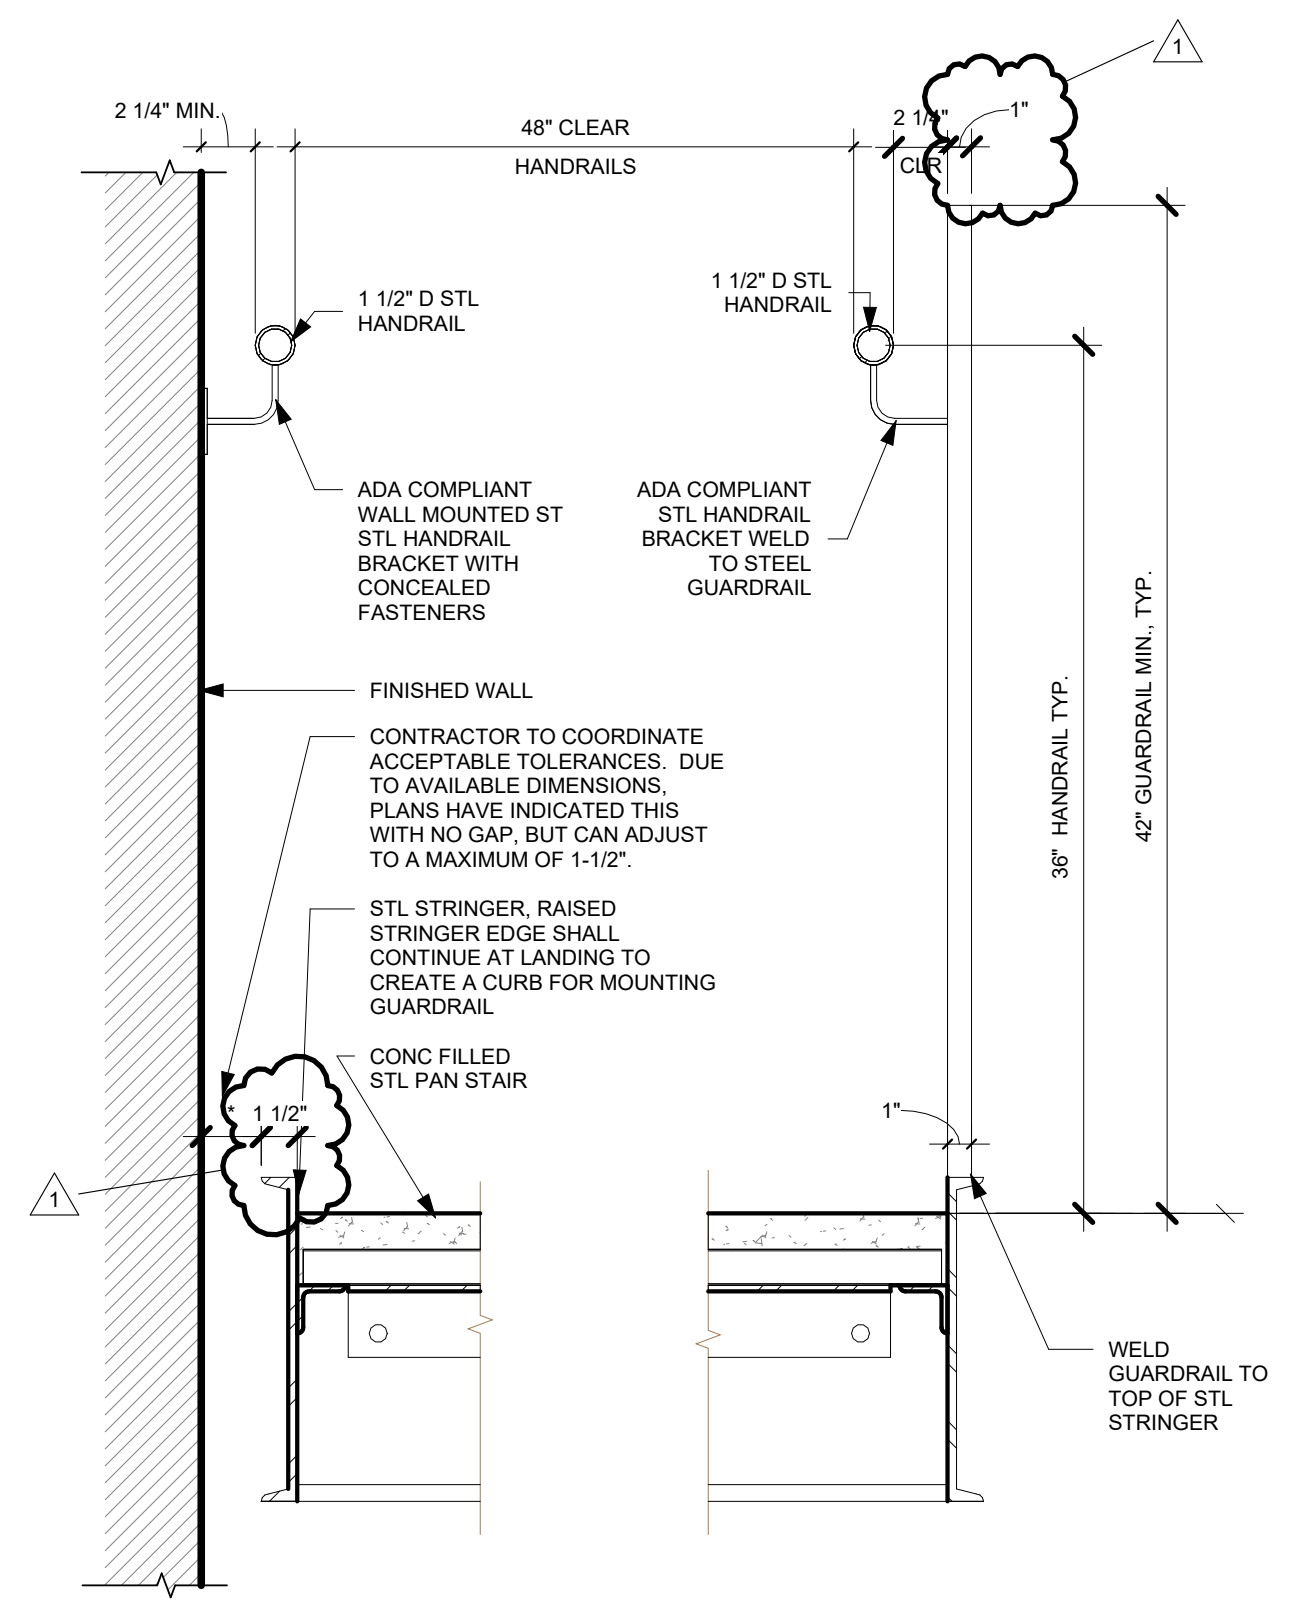 1
2 1/4" MIN.
48" CLEAR
HANDRAILS
2 1/4"
CLR
1"
1 1/2" D STL
HANDRAIL
1 1/2" D STL
HANDRAIL
ADA COMPLIANT
WALL MOUNTED ST
STL HANDRAIL
BRACKET WITH
CONCEALED
FASTENERS
ADA COMPLIANT
STL HANDRAIL
BRACKET WELD
TO STEEL
GUARDRAIL
36" HANDRAIL TYP.
42" GUARDRAIL MIN., TYP.
FINISHED WALL
CONTRACTOR TO COORDINATE
ACCEPTABLE TOLERANCES. DUE
TO AVAILABLE DIMENSIONS,
PLANS HAVE INDICATED THIS
WITH NO GAP, BUT CAN ADJUST
TO A MAXIMUM OF 1-1/2".
STL STRINGER, RAISED
STRINGER EDGE SHALL
CONTINUE AT LANDING TO
CREATE A CURB FOR MOUNTING
GUARDRAIL
CONC FILLED
STL PAN STAIR
* 1 1/2"
1"
1
WELD
GUARDRAIL TO
TOP OF STL
STRINGER